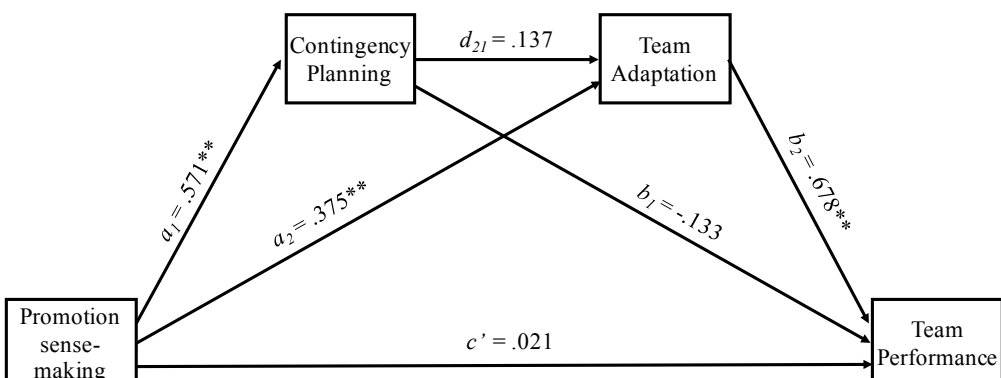 Contingency
Planning
d21 = .137
Team
Adaptation
a1 = .571**
a2 = .375**
b1 = -.133
b2 = .678**
Promotion
sense-
making
c’ = .021
Team
Performance